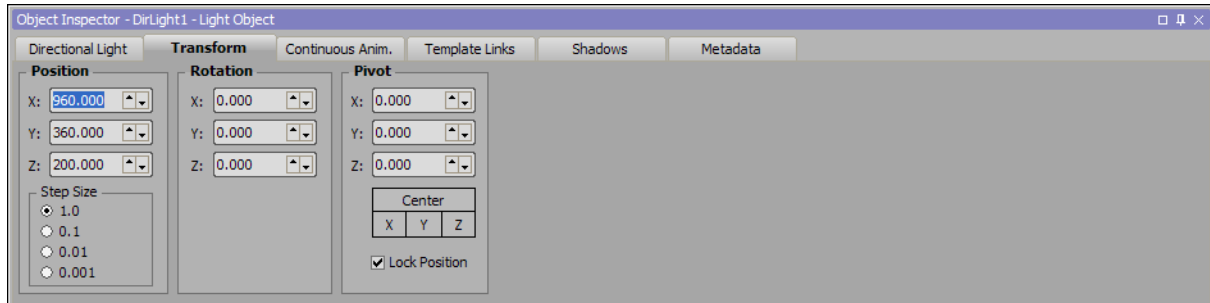 Object Inspector - DirLight1 - Light Object
Directional Light Transform Continuous Anim. Template Links Shadows Metadata
Position Rotation Pivot
X: 960.000 X: 0.000 X: 0.000
Y: 360.000 Y: 0.000 Y: 0.000
Z: 200.000 Z: 0.000 Z: 0.000
Step Size
Center
1.0
X Y Z
0.1
0.01
Lock Position
0.001